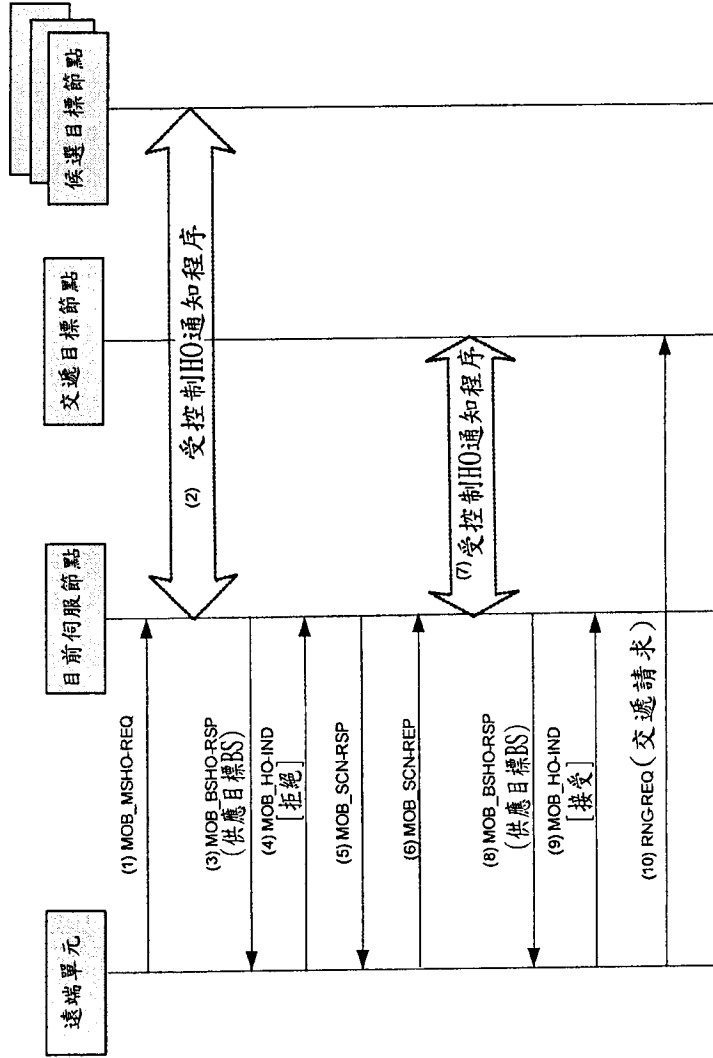 遠端單元
目前伺服節點
交遞目標節點
候選目標節點
(1) MOB_MSHO-REQ
(2) 受控制HO通知程序
(3) MOB_BSHO-RSP
(供應目標BS)
(4) MOB_HO-IND
[拒絕]
(5) MOB_SCN-RSP
(6) MOB_SCN-REP
(7) 受控制HO通知程序
(8) MOB_BSHO-RSP
(供應目標BS)
(9) MOB_HO-IND
[接受]
(10) RNG-REQ (交遞請求)